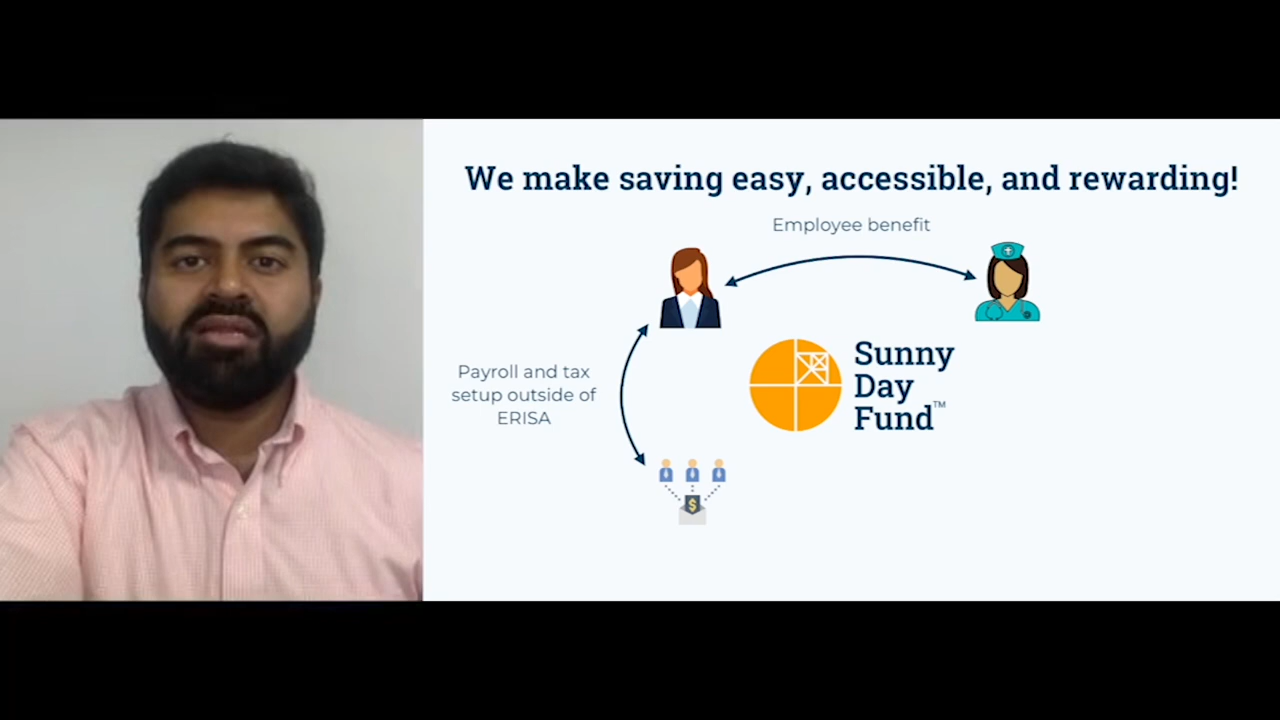 We make saving easy, accessible, and rewarding!
Employee benefit
Payroll and tax
setup outside of
ERISA
Sunny
Day
Fund™
$